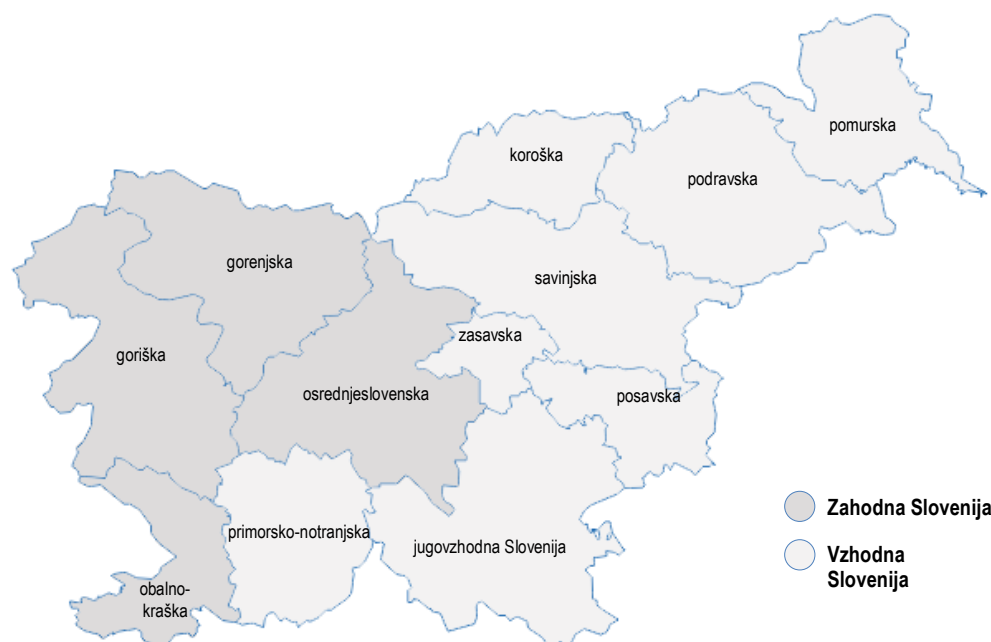 pomurska
koroška
podravska
gorenjska
savinjska
zasavska
goriška
osrednjeslovenska
posavska
Zahodna Slovenija
primorsko-notranjska
jugovzhodna Slovenija
Vzhodna
Slovenija
obalno-
kraška